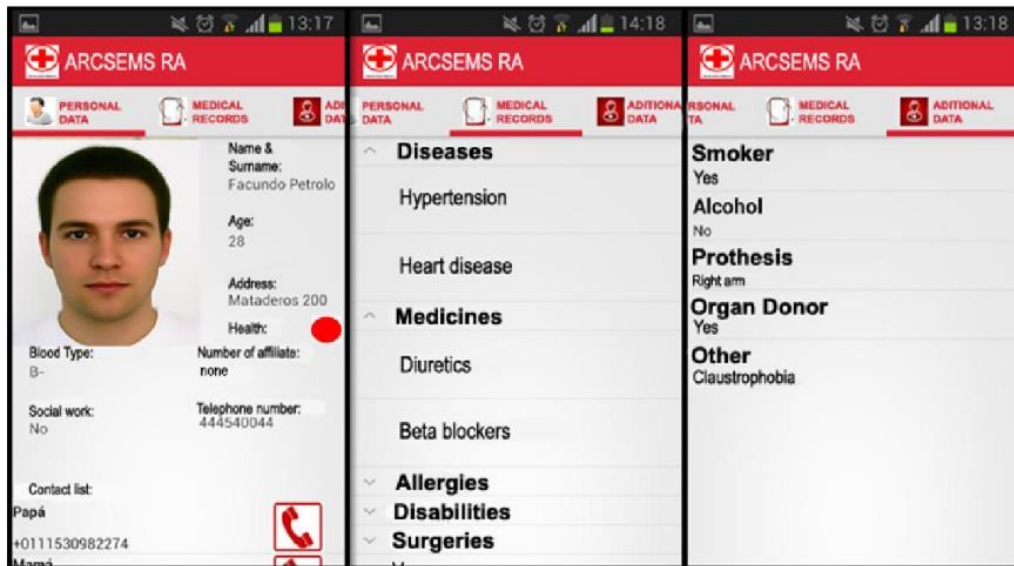 13:17
ARCSEMS RA
PERSONAL
DATA
MEDICAL
RECORDS
Name &
Surname:
Facundo Petrolo
Age:
28
Address:
Mataderos 200
Health:
Blood Type:
B-
Number of affiliate:
none
Social work:
No
Telephone number:
444540044
Contact list:
Papá
+0111530982274
Mamá
14:18
ARCSEMS RA
PERSONAL
DATA
MEDICAL
RECORDS
ADITIONA
DATA
Diseases
Hypertension
Heart disease
Medicines
Diuretics
Beta blockers
Allergies
Disabilities
Surgeries
13:18
ARCSEMS RA
RSONAL
TA
MEDICAL
RECORDS
ADITIONAL
DATA
Smoker
Yes
Alcohol
No
Prothesis
Right arm
Organ Donor
Yes
Other
Claustrophobia